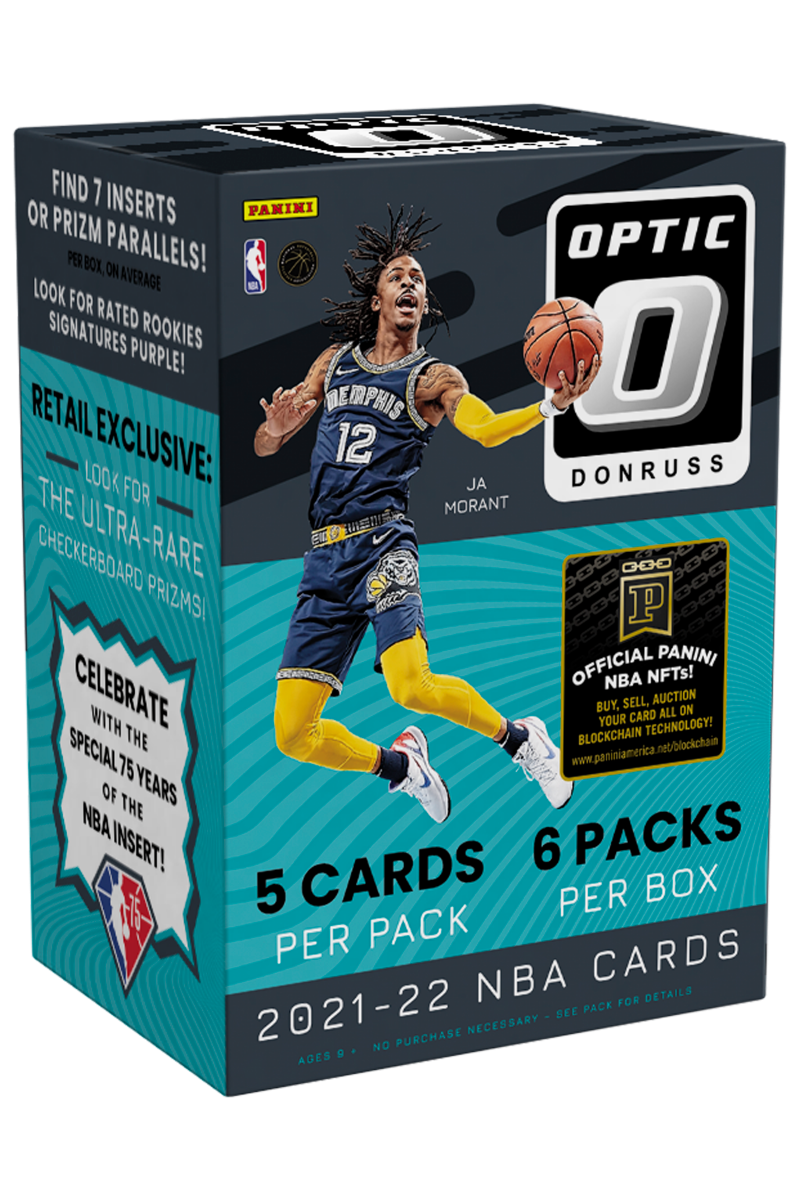 OPTIC
FIND 7 INSERTS
OR PRIZM PARALLELS!
PER BOX, ON AVERAGE
LOOK FOR RATED ROOKIES
SIGNATURES PURPLE!
RETAIL EXCLUSIVE:
LOOK FOR
THE ULTRA-RARE
CHECKERBOARD PRIZMS!
CELEBRATE
WITH THE
SPECIAL 75 YEARS
OF THE
NBA INSERT!
75
PANINI
NBA
OPTIC
DONRUSS
MEMPHIS
12
JA
MORANT
P
OFFICIAL PANINI
NBA NFTs!
BUY, SELL, AUCTION
YOUR CARD ALL ON
BLOCKCHAIN TECHNOLOGY!
www.paniniamerica.net/blockchain
5 CARDS
PER PACK
6 PACKS
PER BOX
2021-22 NBA CARDS
AGES 9+ NO PURCHASE NECESSARY - SEE PACK FOR DETAILS